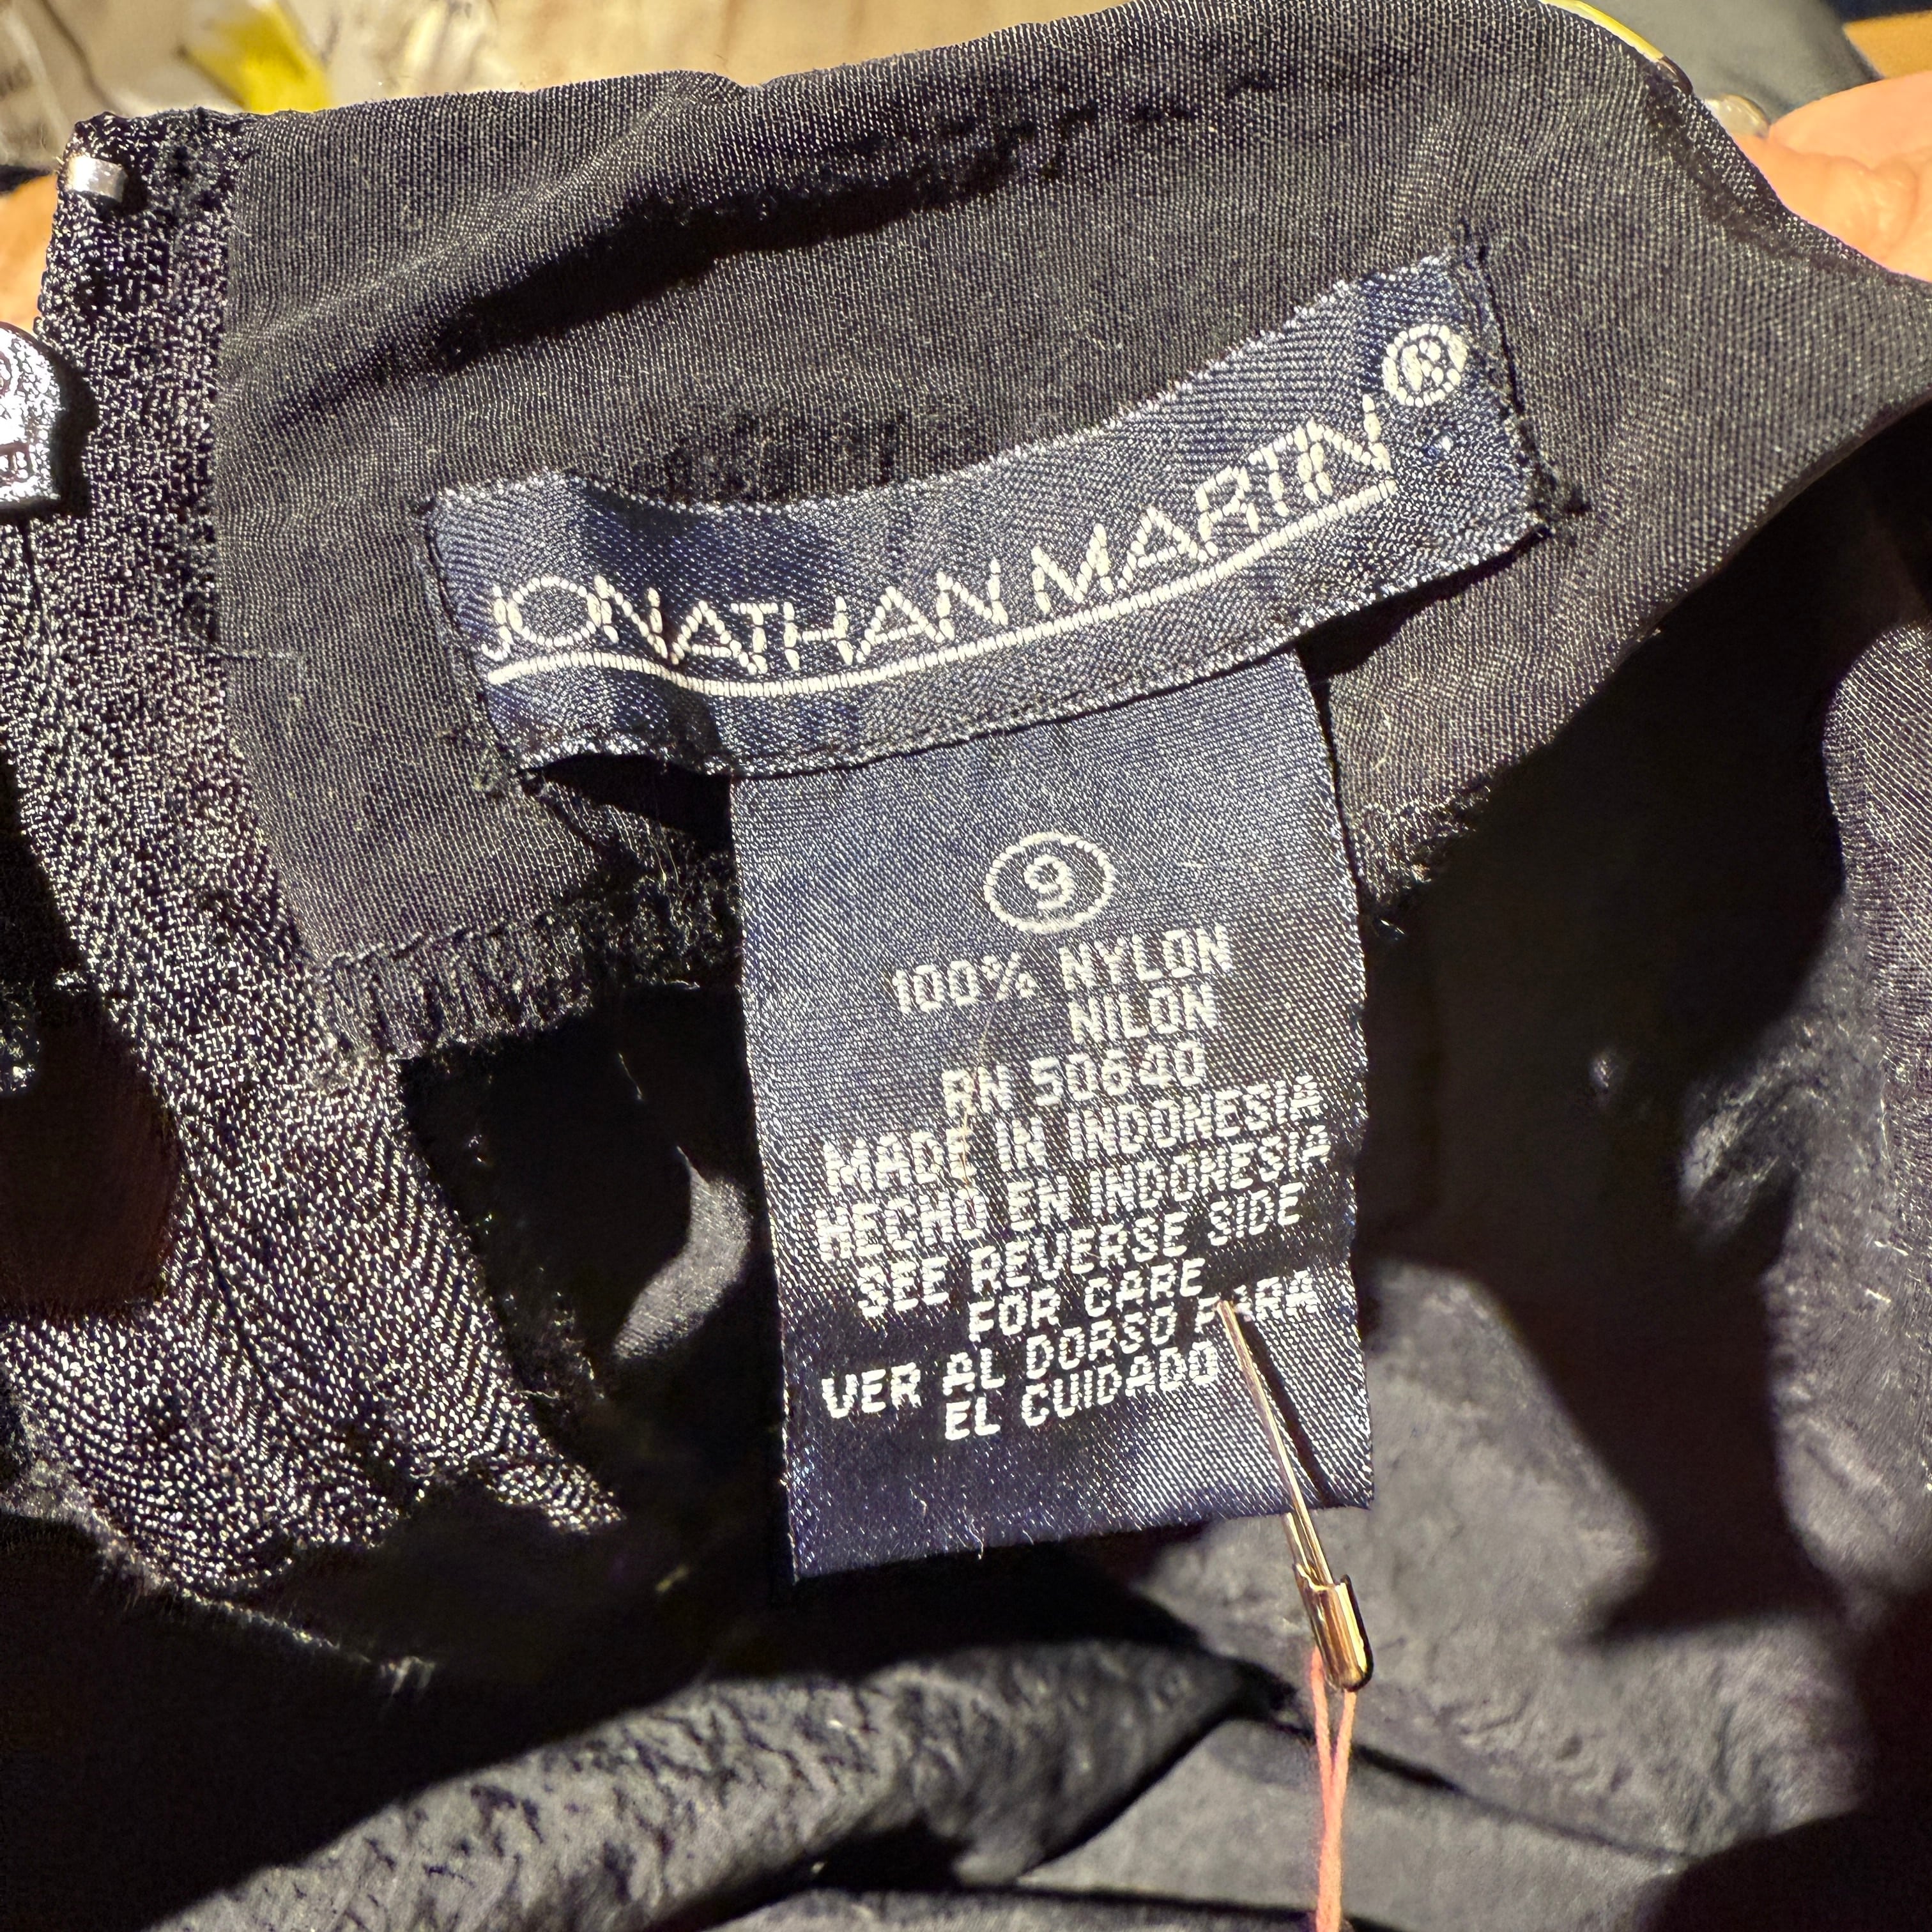 JONATHAN MARTIN ®
9
100% NYLON
NILON
RN 50640
MADE IN INDONESIA
HECHO EN INDONESIA
SEE REVERSE SIDE
FOR CARE
VER AL DORSO PARA
EL CUIDADO